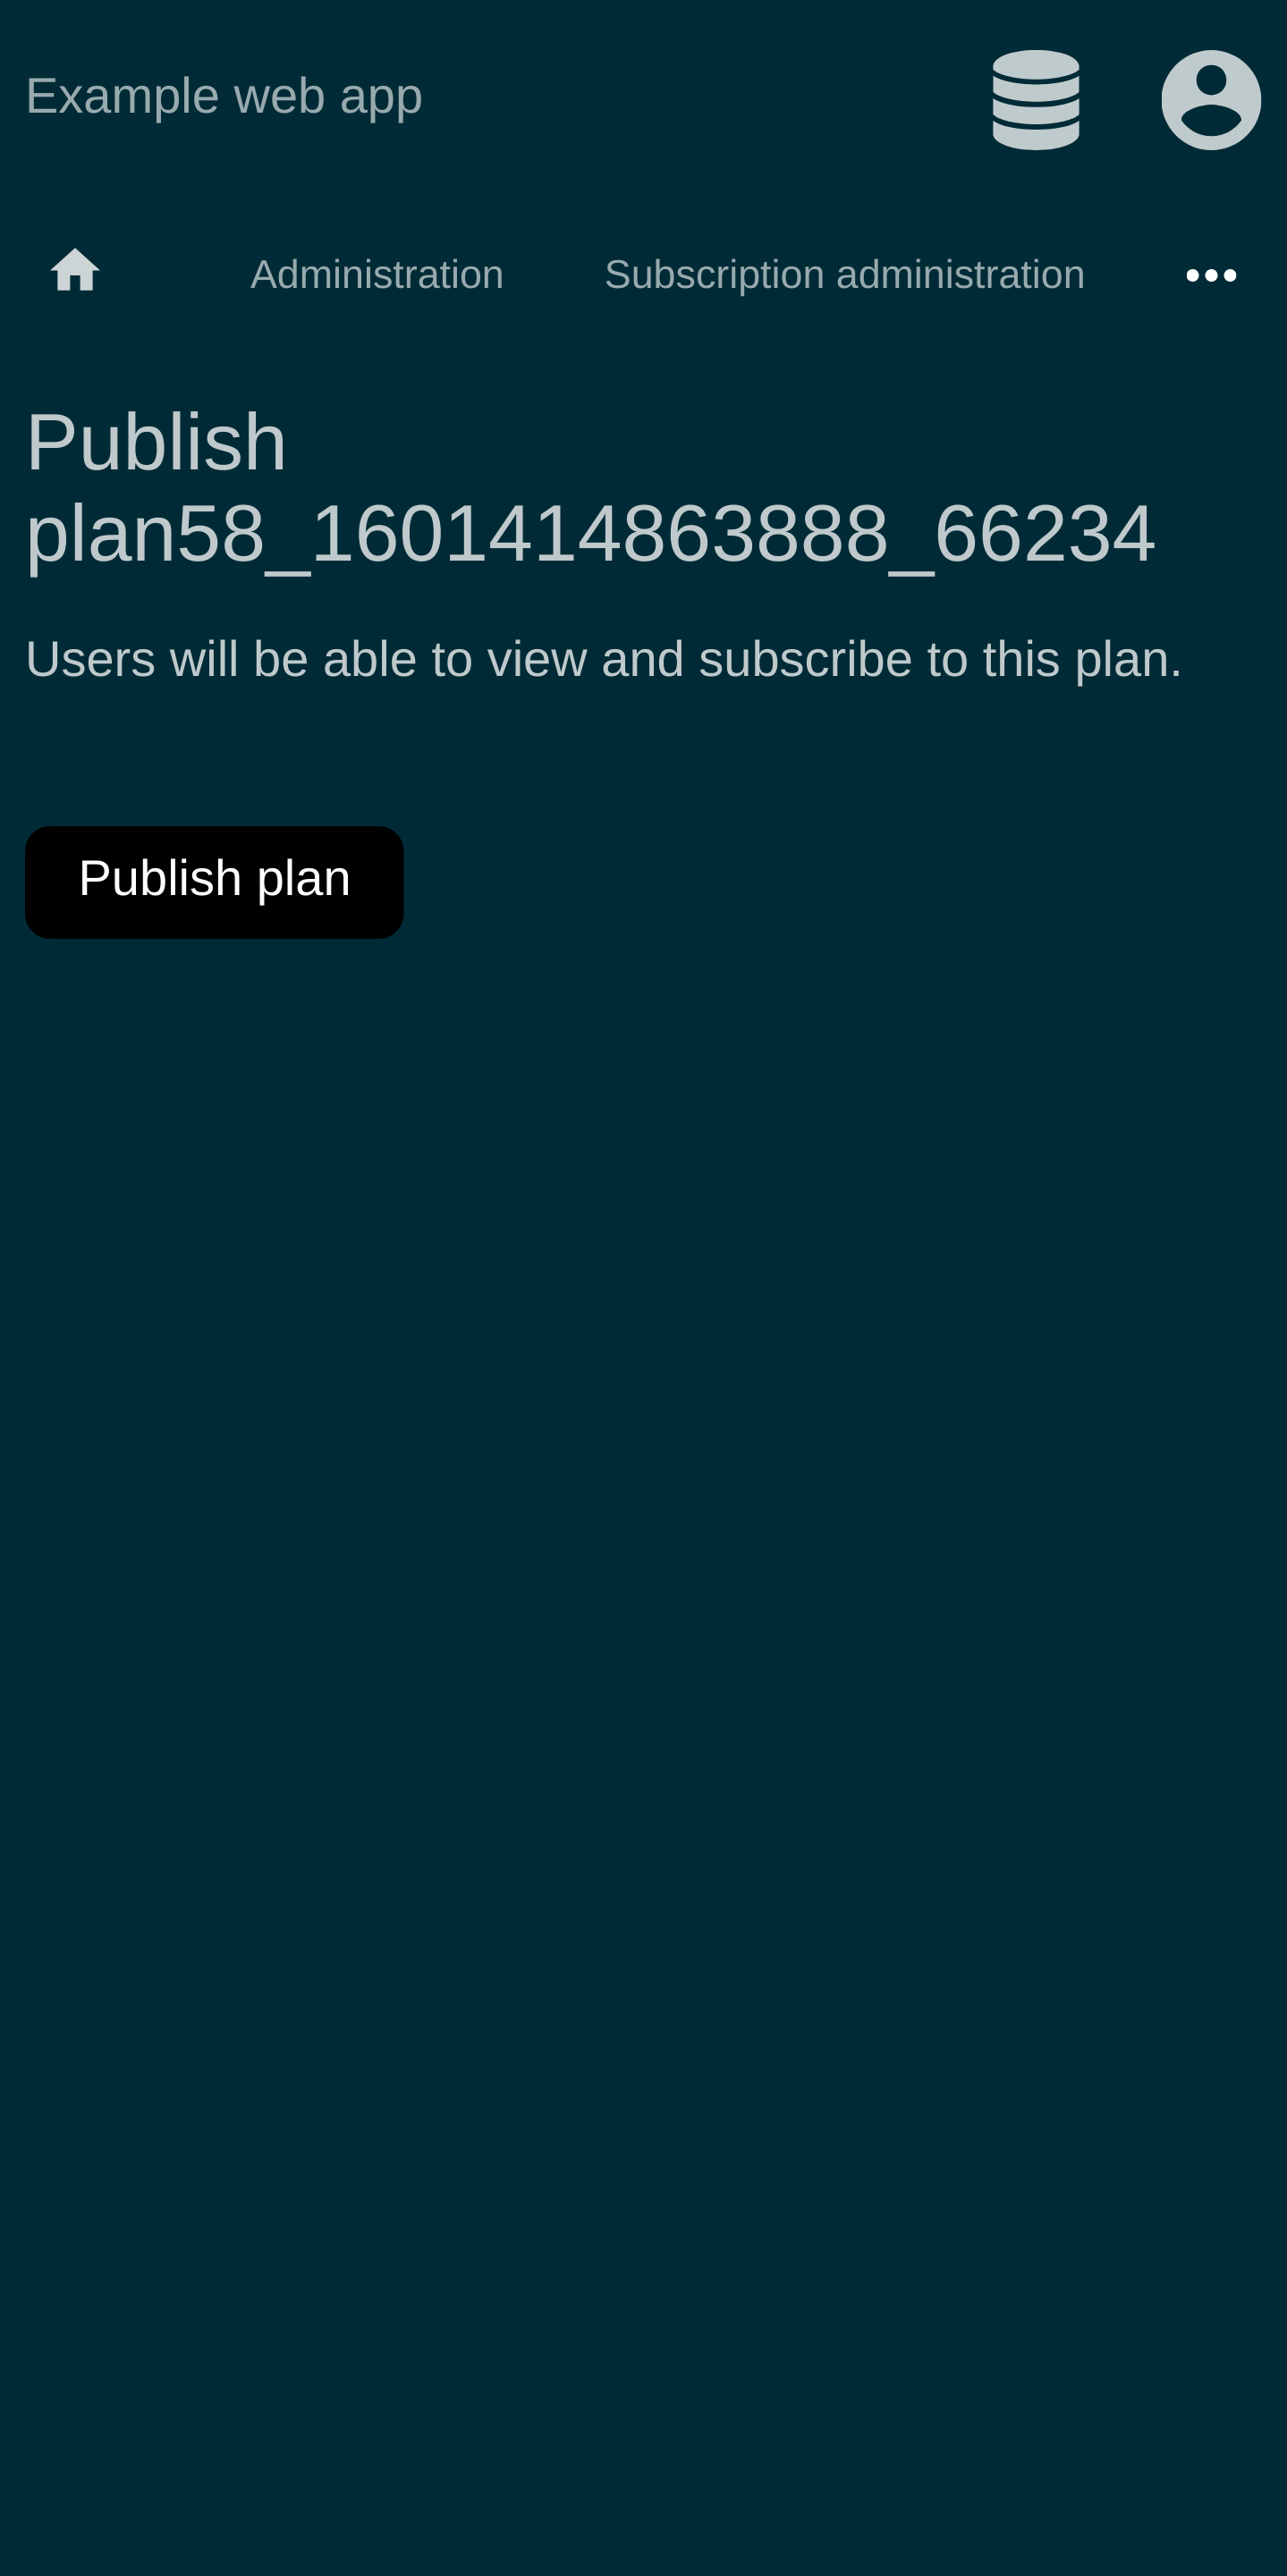 Example web app
Administration Subscription administration
Publish
plan58_1601414863888_66234
Users will be able to view and subscribe to this plan.
Publish plan